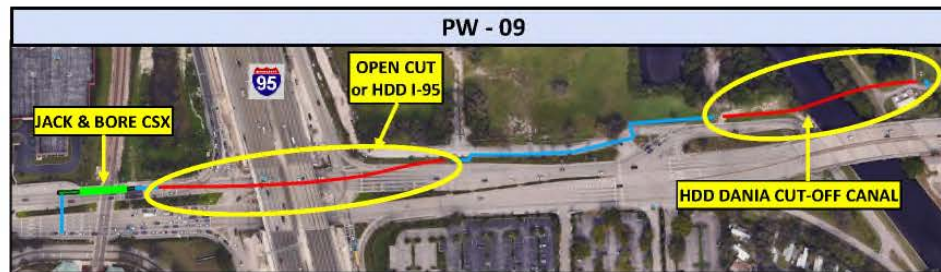 PW - 09
95
OPEN CUT
or HDD I-95
JACK & BORE CSX
HDD DANIA CUT-OFF CANAL